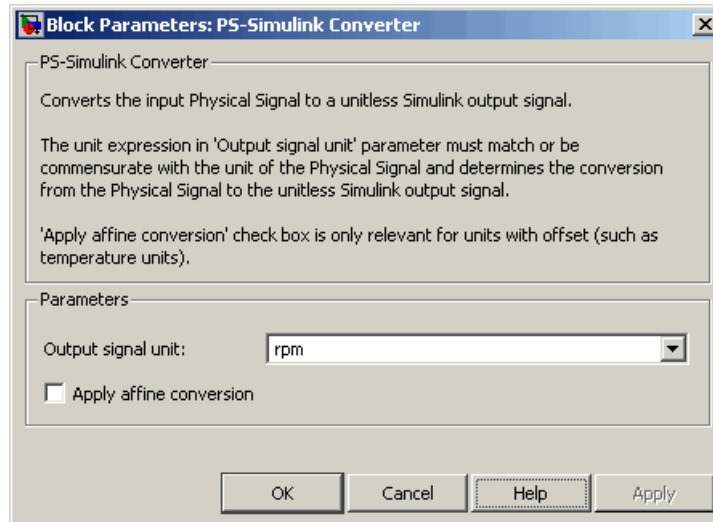 Block Parameters: PS-Simulink Converter
PS-Simulink Converter
Converts the input Physical Signal to a unitless Simulink output signal.
The unit expression in 'Output signal unit' parameter must match or be
commensurate with the unit of the Physical Signal and determines the conversion
from the Physical Signal to the unitless Simulink output signal.
'Apply affine conversion' check box is only relevant for units with offset (such as
temperature units).
Parameters
Output signal unit: rpm
Apply affine conversion
OK Cancel Help Apply